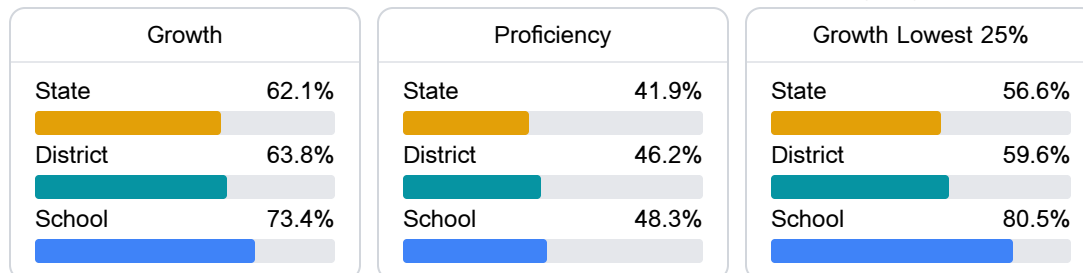 Growth
State 62.1%
District 63.8%
School 73.4%
Proficiency
State 41.9%
District 46.2%
School 48.3%
Growth Lowest 25%
State 56.6%
District 59.6%
School 80.5%